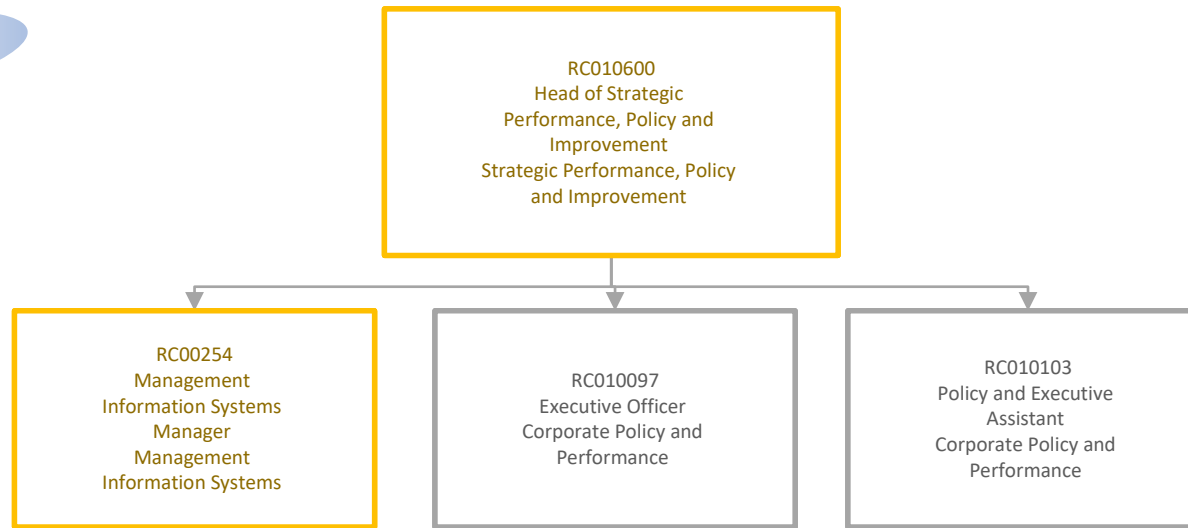 RC010600
Head of Strategic
Performance, Policy and
Improvement
Strategic Performance, Policy
and Improvement
RC00254
Management
Information Systems
Manager
Management
Information Systems
RC010097
Executive Officer
Corporate Policy and
Performance
RC010103
Policy and Executive
Assistant
Corporate Policy and
Performance